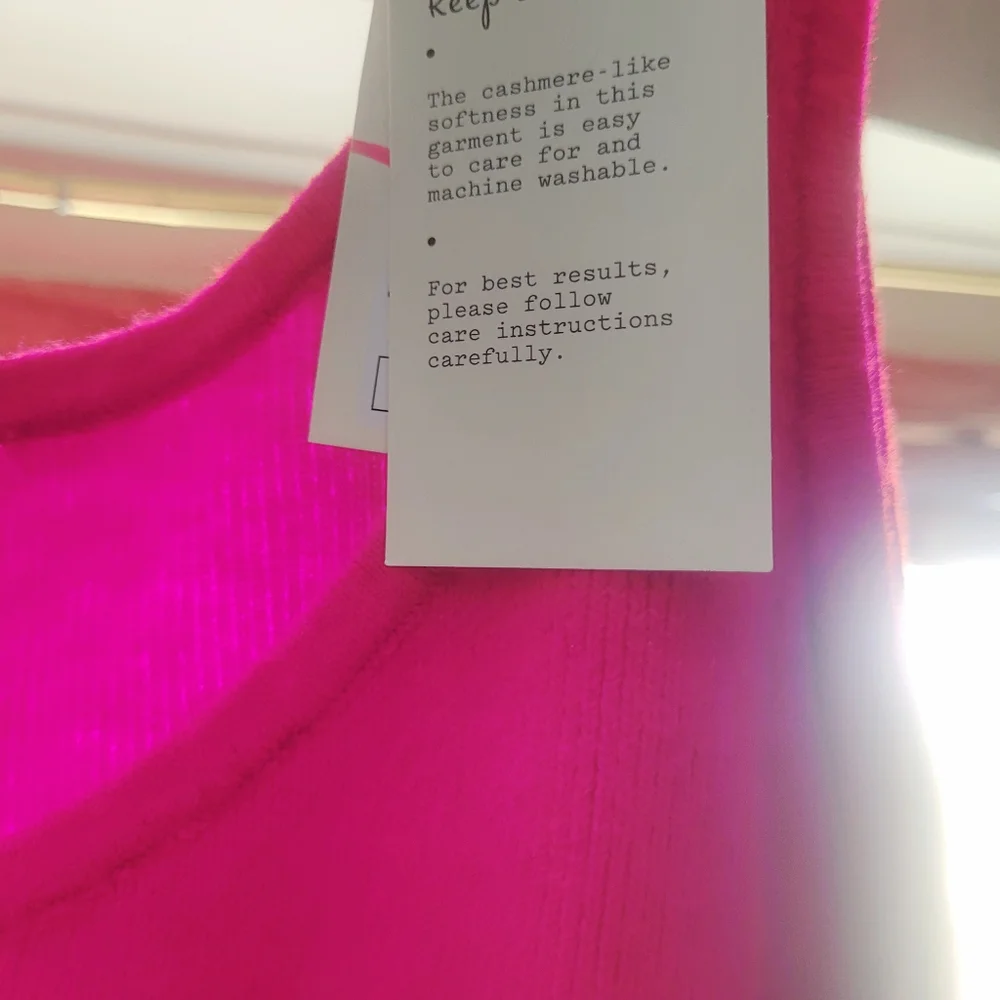 keep
•
The cashmere-like
softness in this
garment is easy
to care for and
machine washable.
•
For best results,
please follow
care instructions
carefully.